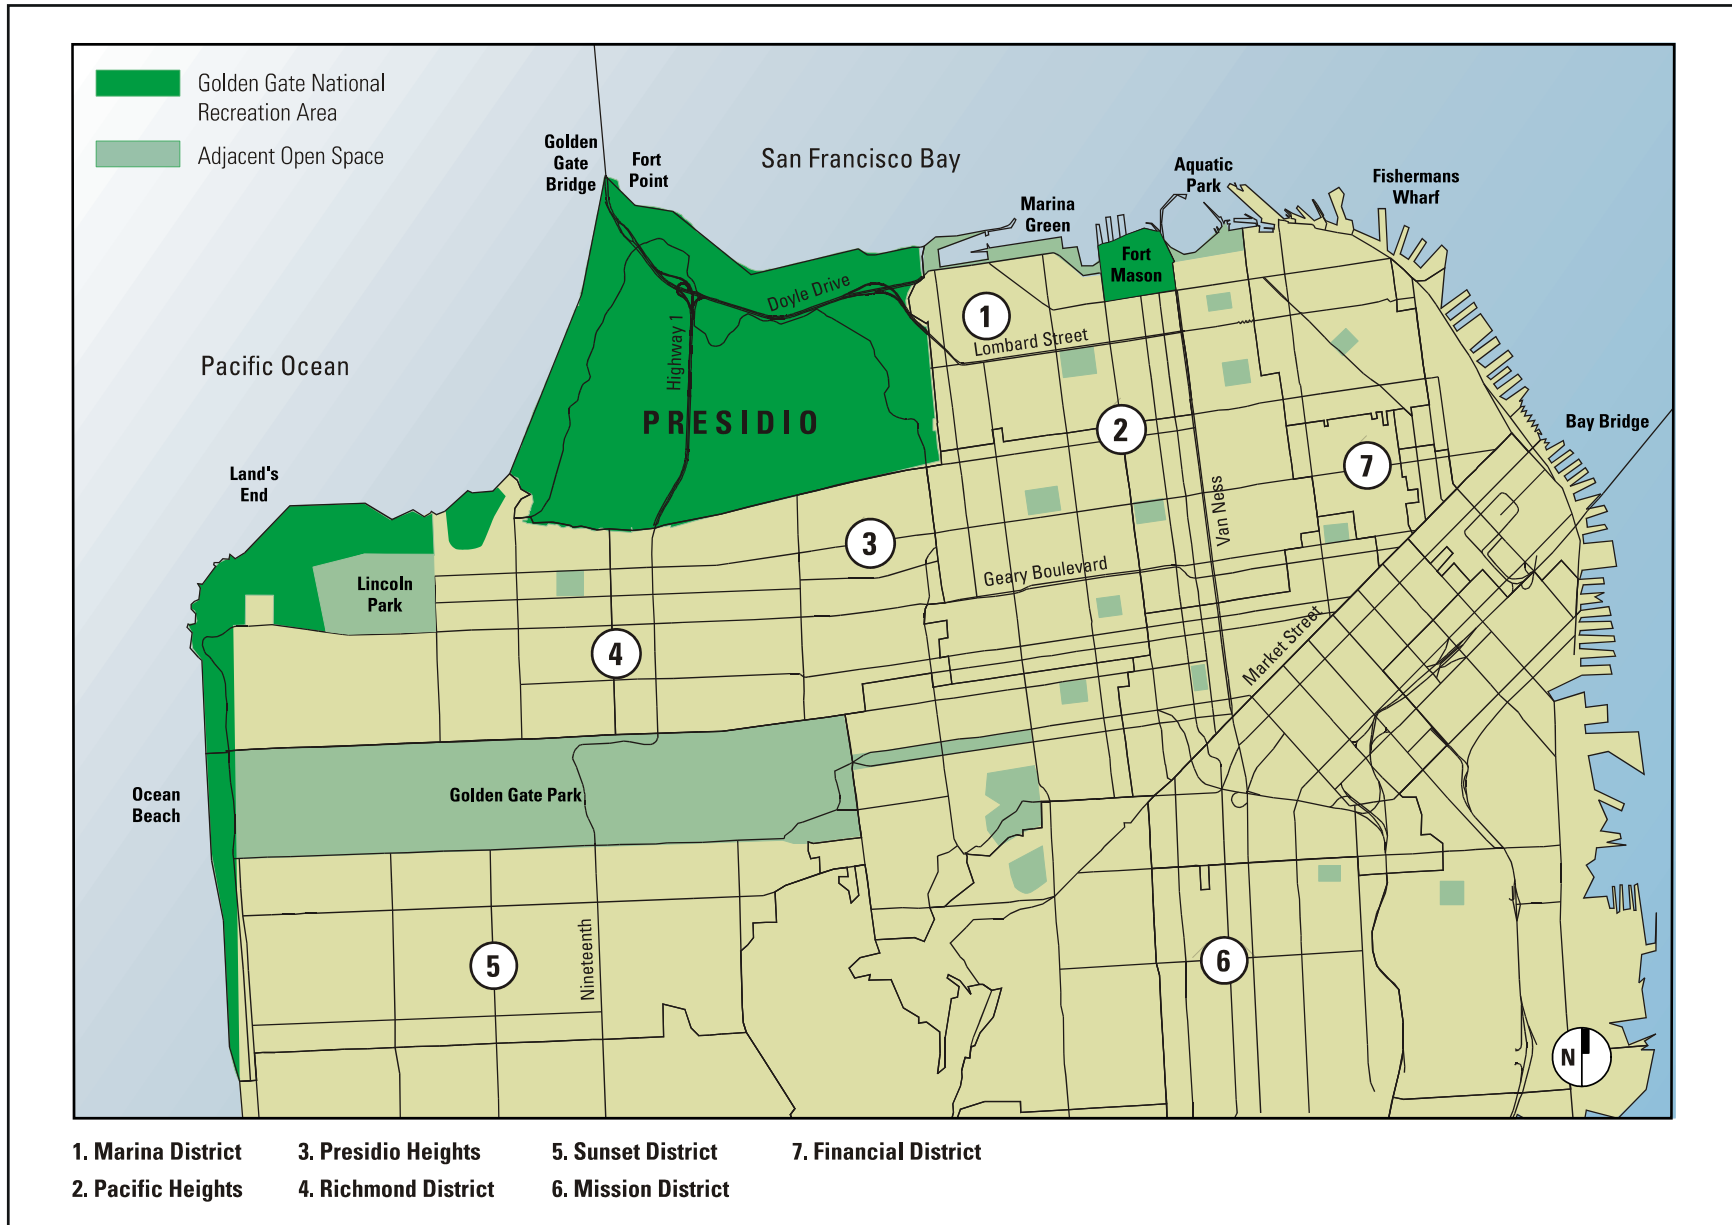 Golden Gate National
Recreation Area
Adjacent Open Space
Golden
Gate
Bridge
Fort
Point
San Francisco Bay
Aquatic
Park
Fishermans
Wharf
Marina
Green
Fort
Mason
Doyle Drive
1
Lombard Street
Highway 1
Pacific Ocean
PRESIDIO
2
Bay Bridge
7
Land's
End
Van Ness
3
Geary Boulevard
Lincoln
Park
4
Market Street
Ocean
Beach
Golden Gate Park
5
Nineteenth
6
N
1. Marina District
2. Pacific Heights
3. Presidio Heights
4. Richmond District
5. Sunset District
6. Mission District
7. Financial District